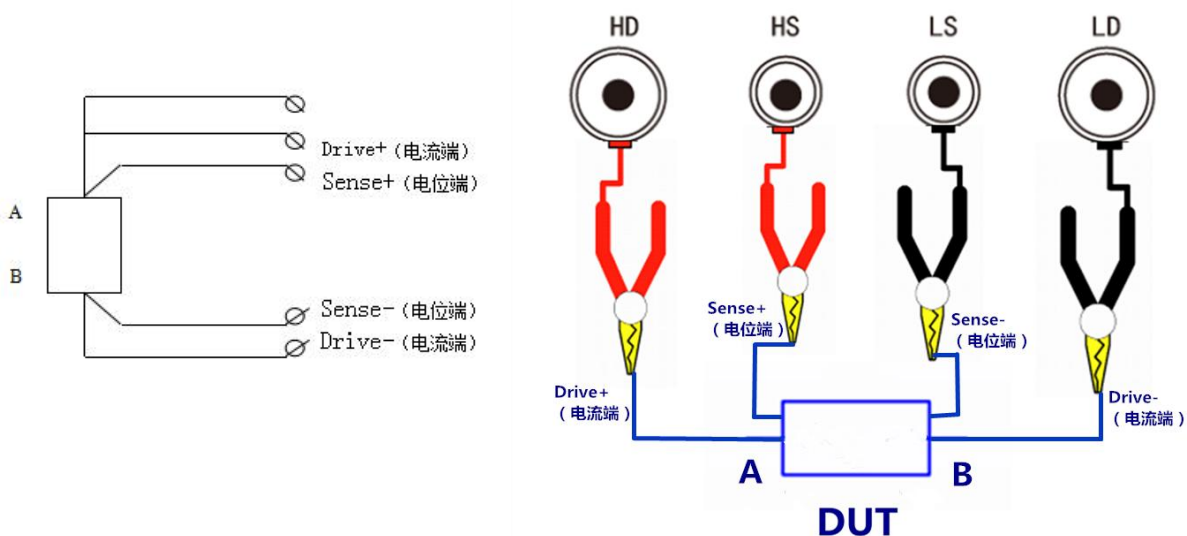 Drive+（电流端）
Sense+（电位端）
A
B
Sense-（电位端）
Drive-（电流端）
HD
HS
LS
LD
Sense+
（电位端）
Sense-
（电位端）
Drive+
（电流端）
Drive-
（电流端）
A
B
DUT